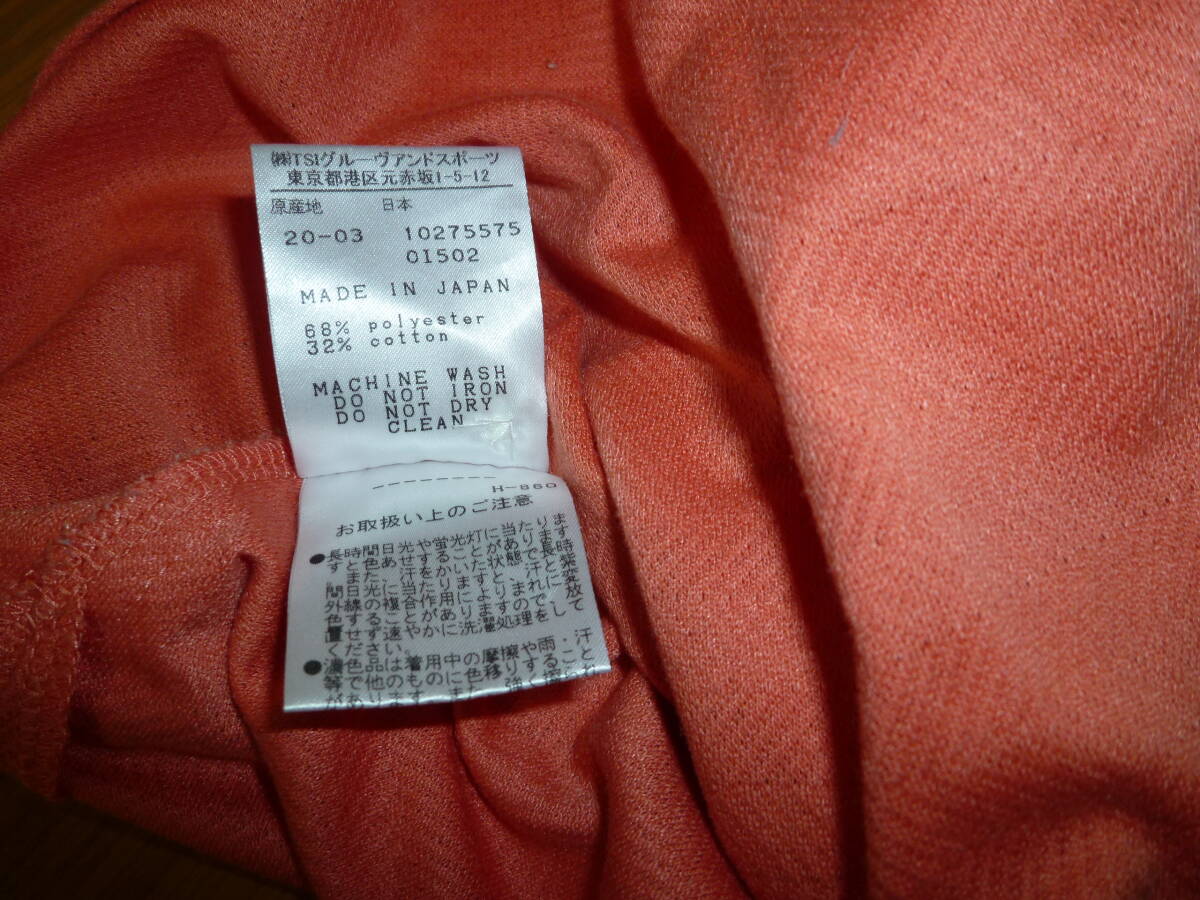 ㈱TSIグルーヴアンドスポーツ
東京都港区元赤坂1-5-12
原産地 日本
20-03 10275575
01502
MADE IN JAPAN
68% polyester
32% cotton
MACHINE WASH
DO NOT IRON
DO NOT DRY
CLEAN
H-860
お取扱い上のご注意
●長時間日光や蛍光灯に当たりま
すと色あせすることがあります
。また、汗をかいた状態で長時
間日光に当たりますと、汗と紫
外線の複合作用により、まれに変
色することがありますので、放
置せず速やかに洗濯処理をして
ください。
●濃色品は着用中の摩擦や雨・汗
等で他のものに色移りすること
があります。また、強く